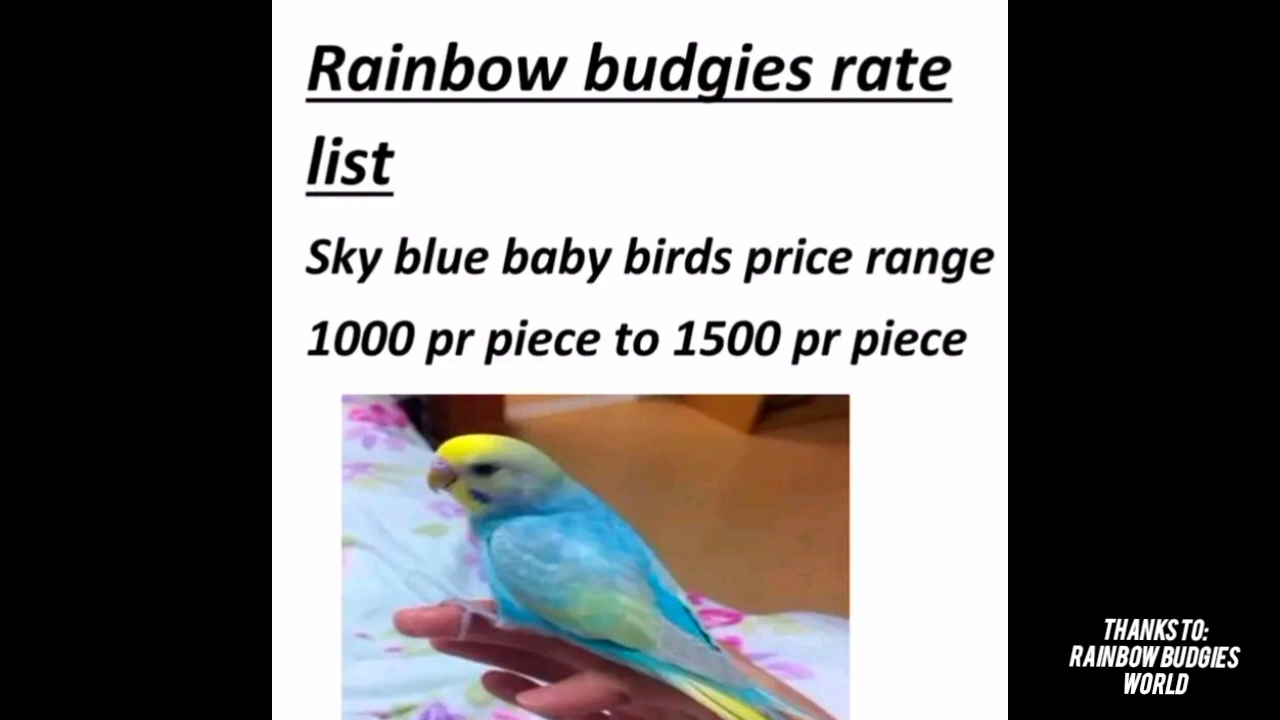 Rainbow budgies rate
list
Sky blue baby birds price range
1000 pr piece to 1500 pr piece
THANKS TO:
RAINBOW BUDGIES
WORLD